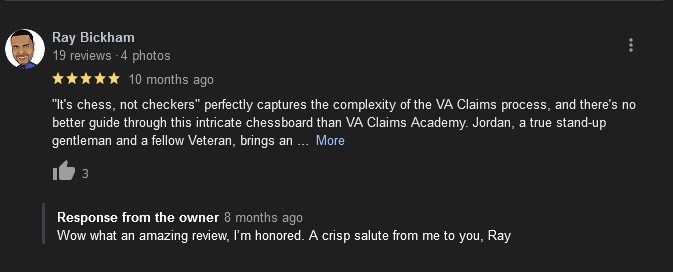 Ray Bickham
19 reviews · 4 photos
10 months ago
"It's chess, not checkers" perfectly captures the complexity of the VA Claims process, and there's no
better guide through this intricate chessboard than VA Claims Academy. Jordan, a true stand-up
gentleman and a fellow Veteran, brings an ... More
3
Response from the owner 8 months ago
Wow what an amazing review, I'm honored. A crisp salute from me to you, Ray